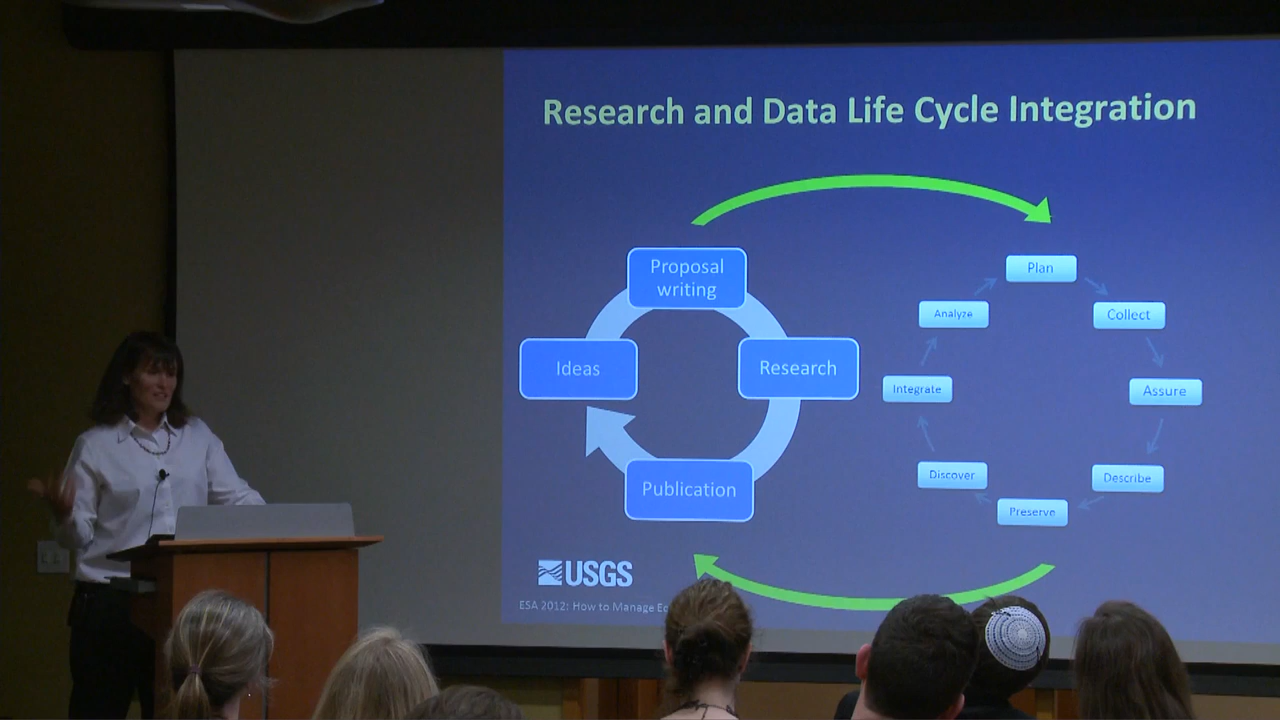 Research and Data Life Cycle Integration
Proposal
writing
Ideas
Research
Publication
Plan
Collect
Assure
Describe
Preserve
Discover
Integrate
Analyze
USGS
ESA 2012: How to Manage